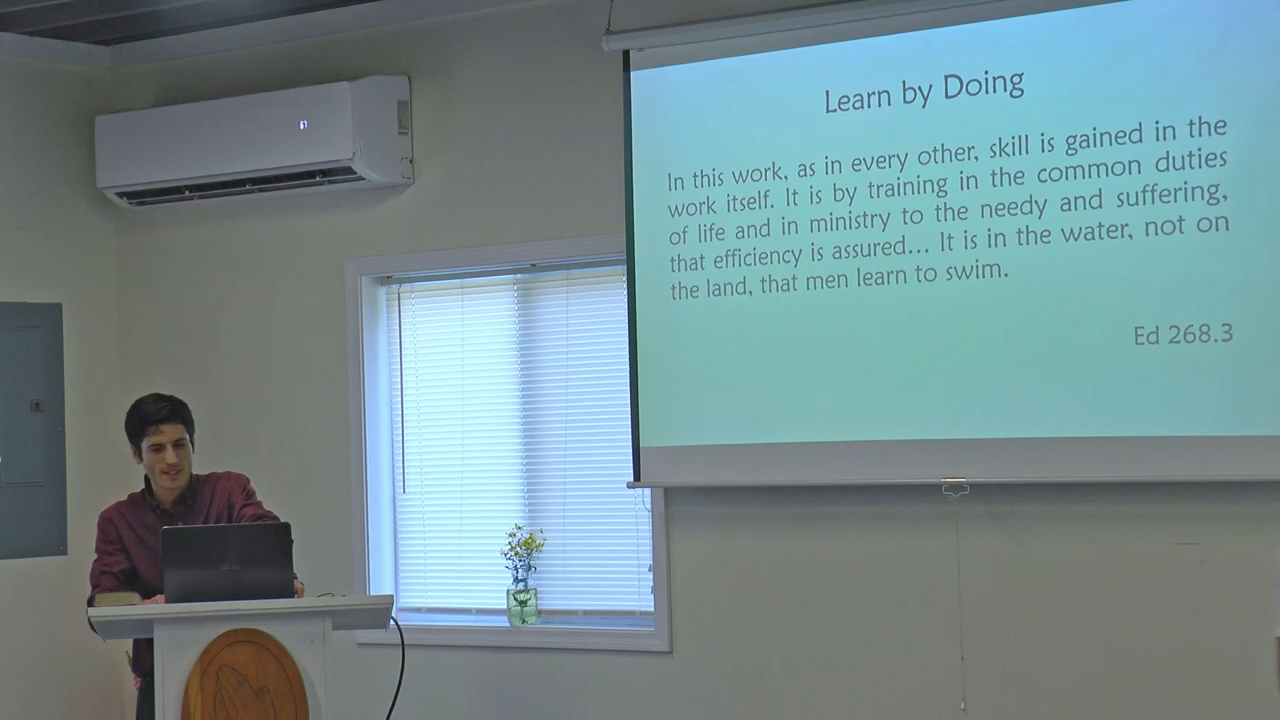 Learn by Doing
In this work, as in every other, skill is gained in the
work itself. It is by training in the common duties
of life and in ministry to the needy and suffering,
that efficiency is assured... It is in the water, not on
the land, that men learn to swim.
Ed 268.3